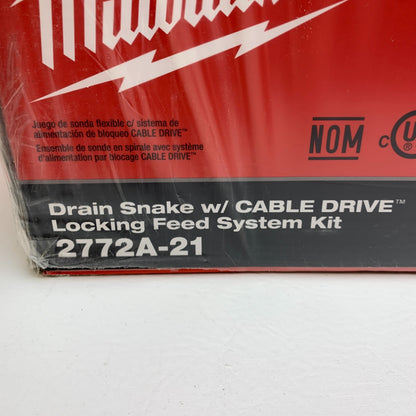 Milwaukee
Juego de sonda flexible c/ sistema de
alimentación de bloqueo CABLE DRIVE™
Ensemble de sonde en spirale avec système
d'alimentation par blocage CABLE DRIVE™
NOM
C U
Drain Snake w/ CABLE DRIVE™
Locking Feed System Kit
2772A-21